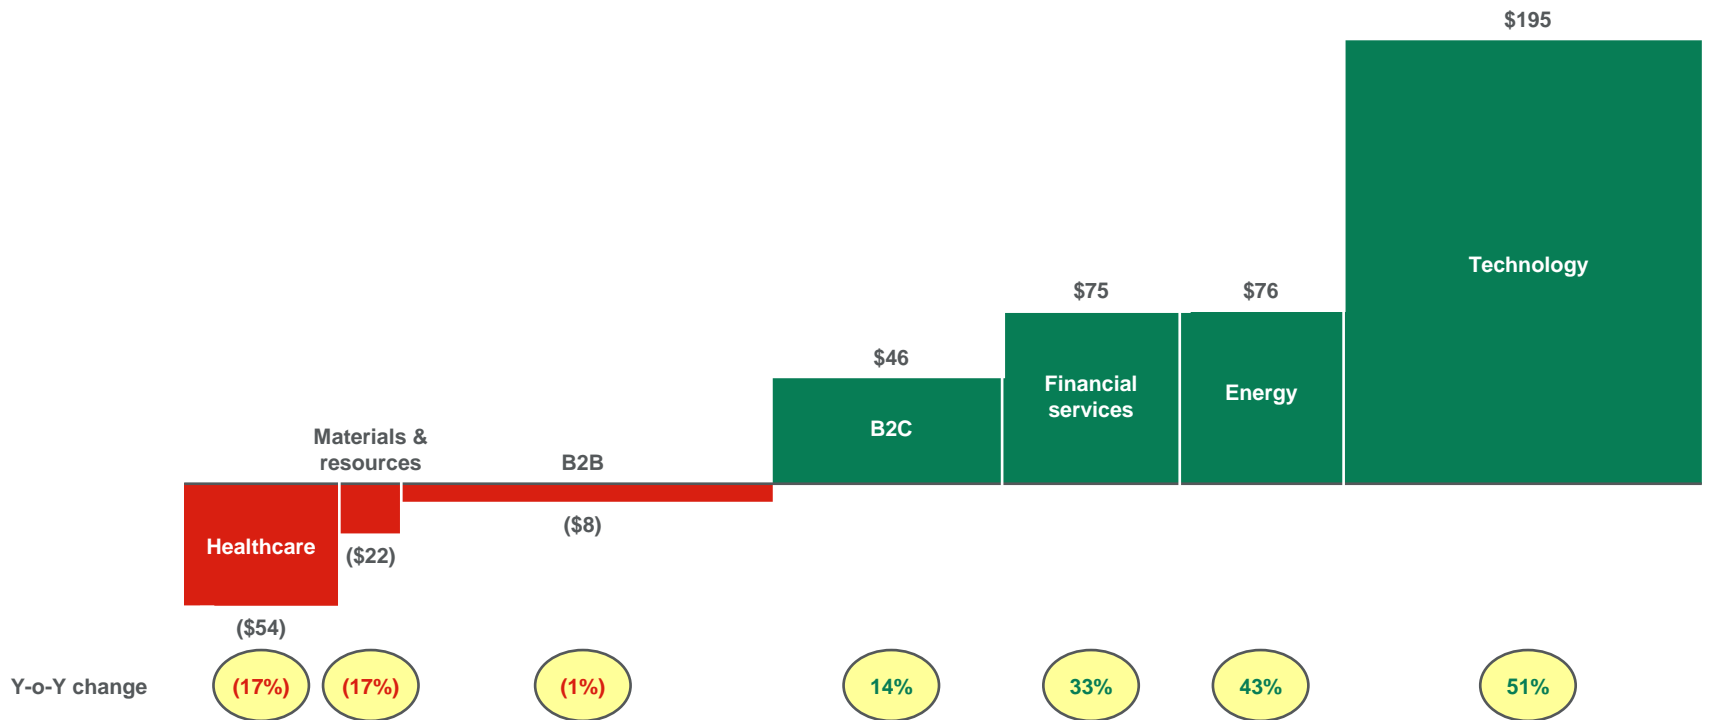 $195
Technology
$75
$76
$46
Financial
services
Energy
B2C
Materials &
resources
B2B
($8)
Healthcare
($22)
($54)
Y-o-Y change
(17%)
(17%)
(1%)
14%
33%
43%
51%